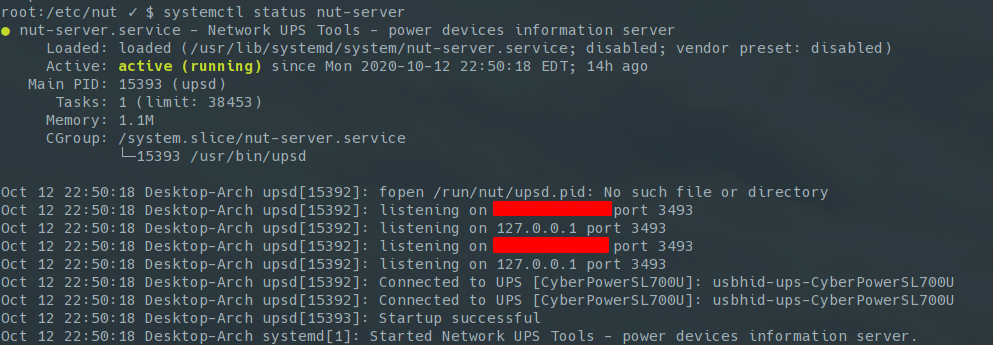 root:/etc/nut ✓ $ systemctl status nut-server
● nut-server.service - Network UPS Tools - power devices information server
     Loaded: loaded (/usr/lib/systemd/system/nut-server.service; disabled; vendor preset: disabled)
     Active: active (running) since Mon 2020-10-12 22:50:18 EDT; 14h ago
   Main PID: 15393 (upsd)
      Tasks: 1 (limit: 38453)
     Memory: 1.1M
     CGroup: /system.slice/nut-server.service
             └─15393 /usr/bin/upsd

Oct 12 22:50:18 Desktop-Arch upsd[15392]: fopen /run/nut/upsd.pid: No such file or directory
Oct 12 22:50:18 Desktop-Arch upsd[15392]: listening on port 3493
Oct 12 22:50:18 Desktop-Arch upsd[15392]: listening on 127.0.0.1 port 3493
Oct 12 22:50:18 Desktop-Arch upsd[15392]: listening on port 3493
Oct 12 22:50:18 Desktop-Arch upsd[15392]: listening on 127.0.0.1 port 3493
Oct 12 22:50:18 Desktop-Arch upsd[15392]: Connected to UPS [CyberPowerSL700U]: usbhid-ups-CyberPowerSL700U
Oct 12 22:50:18 Desktop-Arch upsd[15392]: Connected to UPS [CyberPowerSL700U]: usbhid-ups-CyberPowerSL700U
Oct 12 22:50:18 Desktop-Arch upsd[15393]: Startup successful
Oct 12 22:50:18 Desktop-Arch systemd[1]: Started Network UPS Tools - power devices information server.